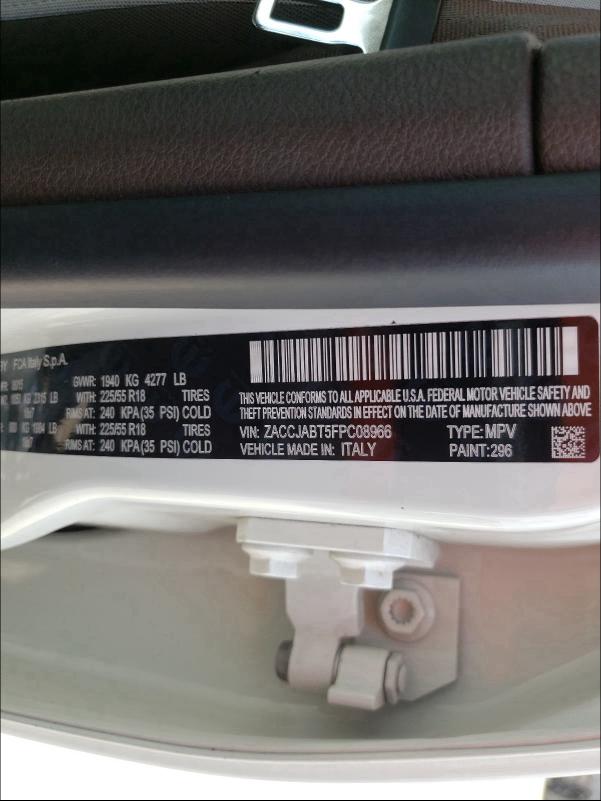 FCA Italy S.p.A.
GVWR: 1940 KG 4277 LB
WITH: 225/55 R18 TIRES
RIMS AT: 240 KPA(35 PSI) COLD
WITH: 225/55 R18 TIRES
RIMS AT: 240 KPA(35 PSI) COLD
THIS VEHICLE CONFORMS TO ALL APPLICABLE U.S.A. FEDERAL MOTOR VEHICLE SAFETY
AND THEFT PREVENTION STANDARDS IN EFFECT ON THE DATE OF MANUFACTURE SHOWN ABOVE
VIN: ZACCJABT5FPC08966 TYPE: MPV
VEHICLE MADE IN: ITALY PAINT: 296